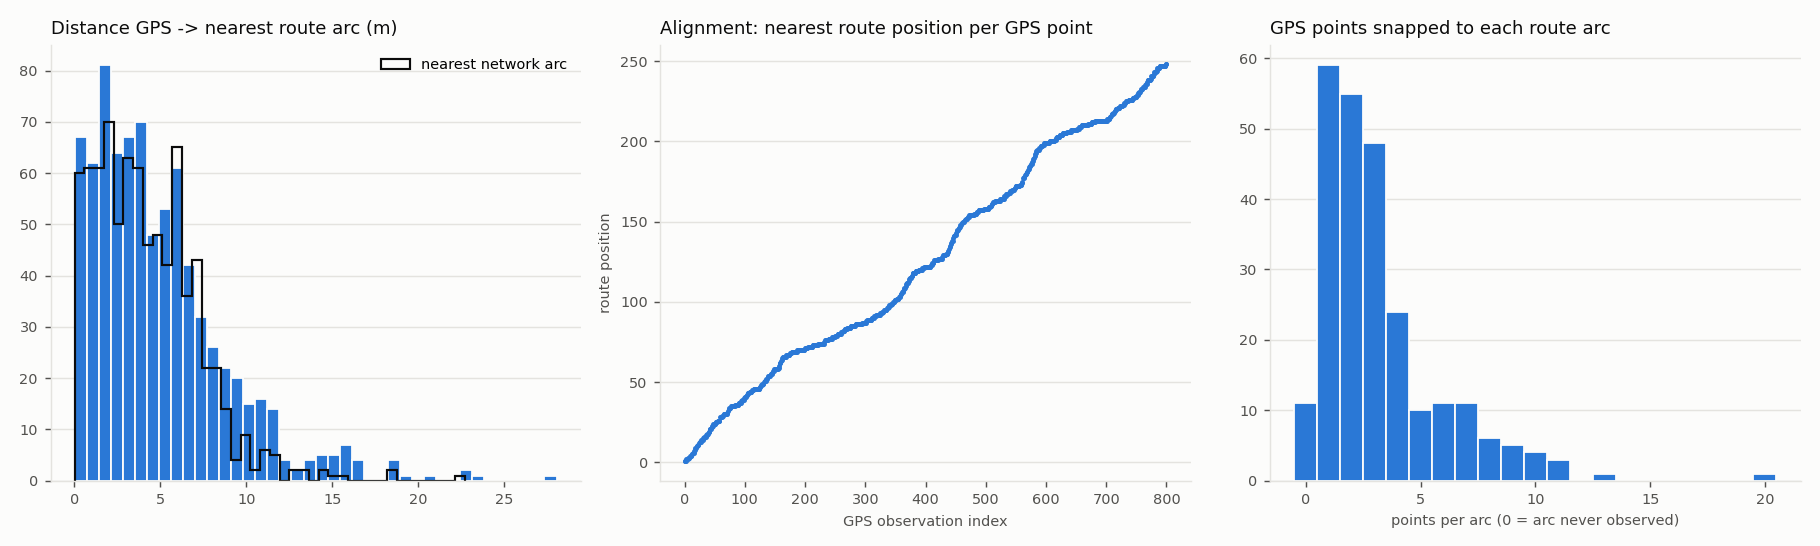 Distance GPS -> nearest route arc (m)
nearest network arc
80
70
60
50
40
30
20
10
0
0 5 10 15 20 25
Alignment: nearest route position per GPS point
route position
250
200
150
100
50
0
0 100 200 300 400 500 600 700 800
GPS observation index
GPS points snapped to each route arc
60
50
40
30
20
10
0
0 5 10 15 20
points per arc (0 = arc never observed)